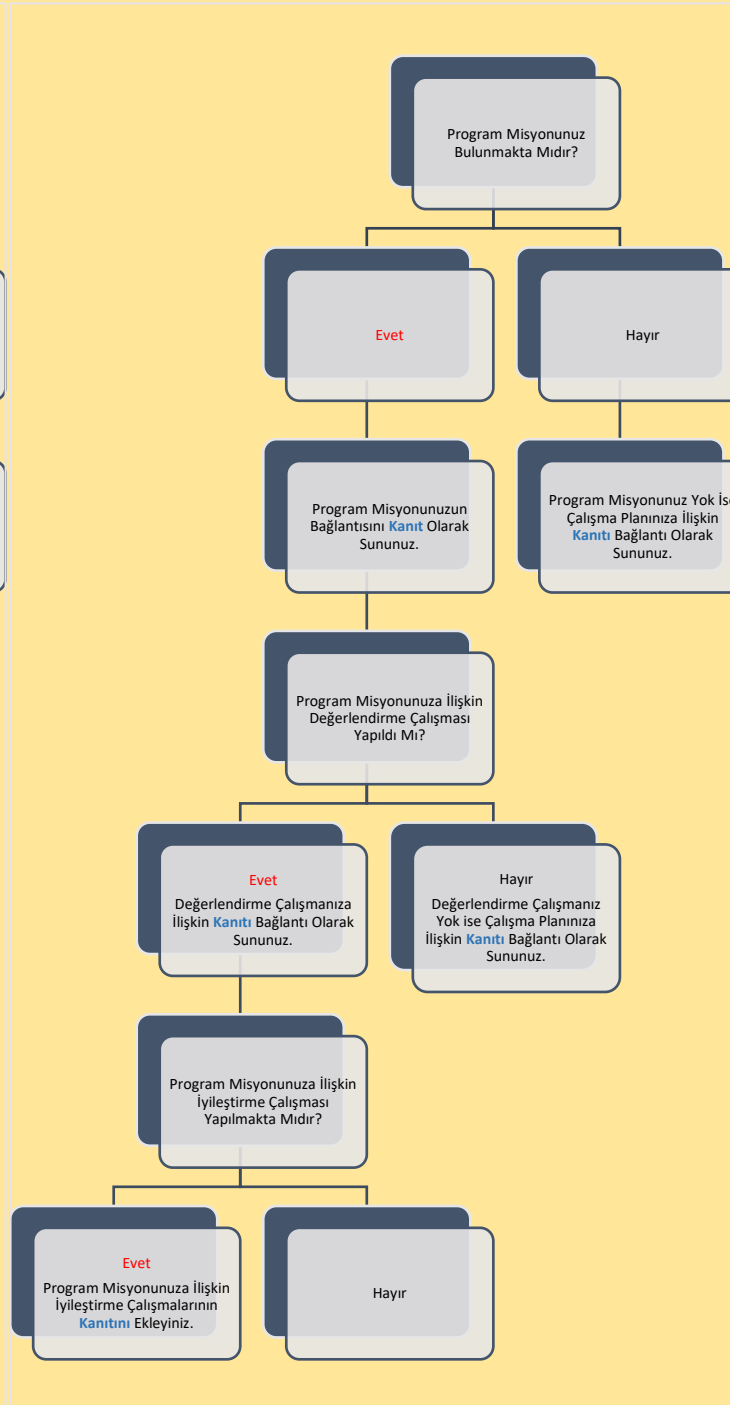 Program Misyonunuz
Bulunmakta Mıdır?
Evet
Hayır
Program Misyonunuzun
Bağlantısını Kanıt Olarak
Sununuz.
Program Misyonunuz Yok İse
Çalışma Planınıza İlişkin
Kanıtı Bağlantı Olarak
Sununuz.
Program Misyonunuza İlişkin
Değerlendirme Çalışması
Yapıldı Mı?
Evet
Değerlendirme Çalışmanıza
İlişkin Kanıtı Bağlantı Olarak
Sununuz.
Hayır
Değerlendirme Çalışmanız
Yok ise Çalışma Planınıza
İlişkin Kanıtı Bağlantı Olarak
Sununuz.
Program Misyonunuza İlişkin
İyileştirme Çalışması
Yapılmakta Mıdır?
Evet
Program Misyonunuza İlişkin
İyileştirme Çalışmalarının
Kanıtını Ekleyiniz.
Hayır